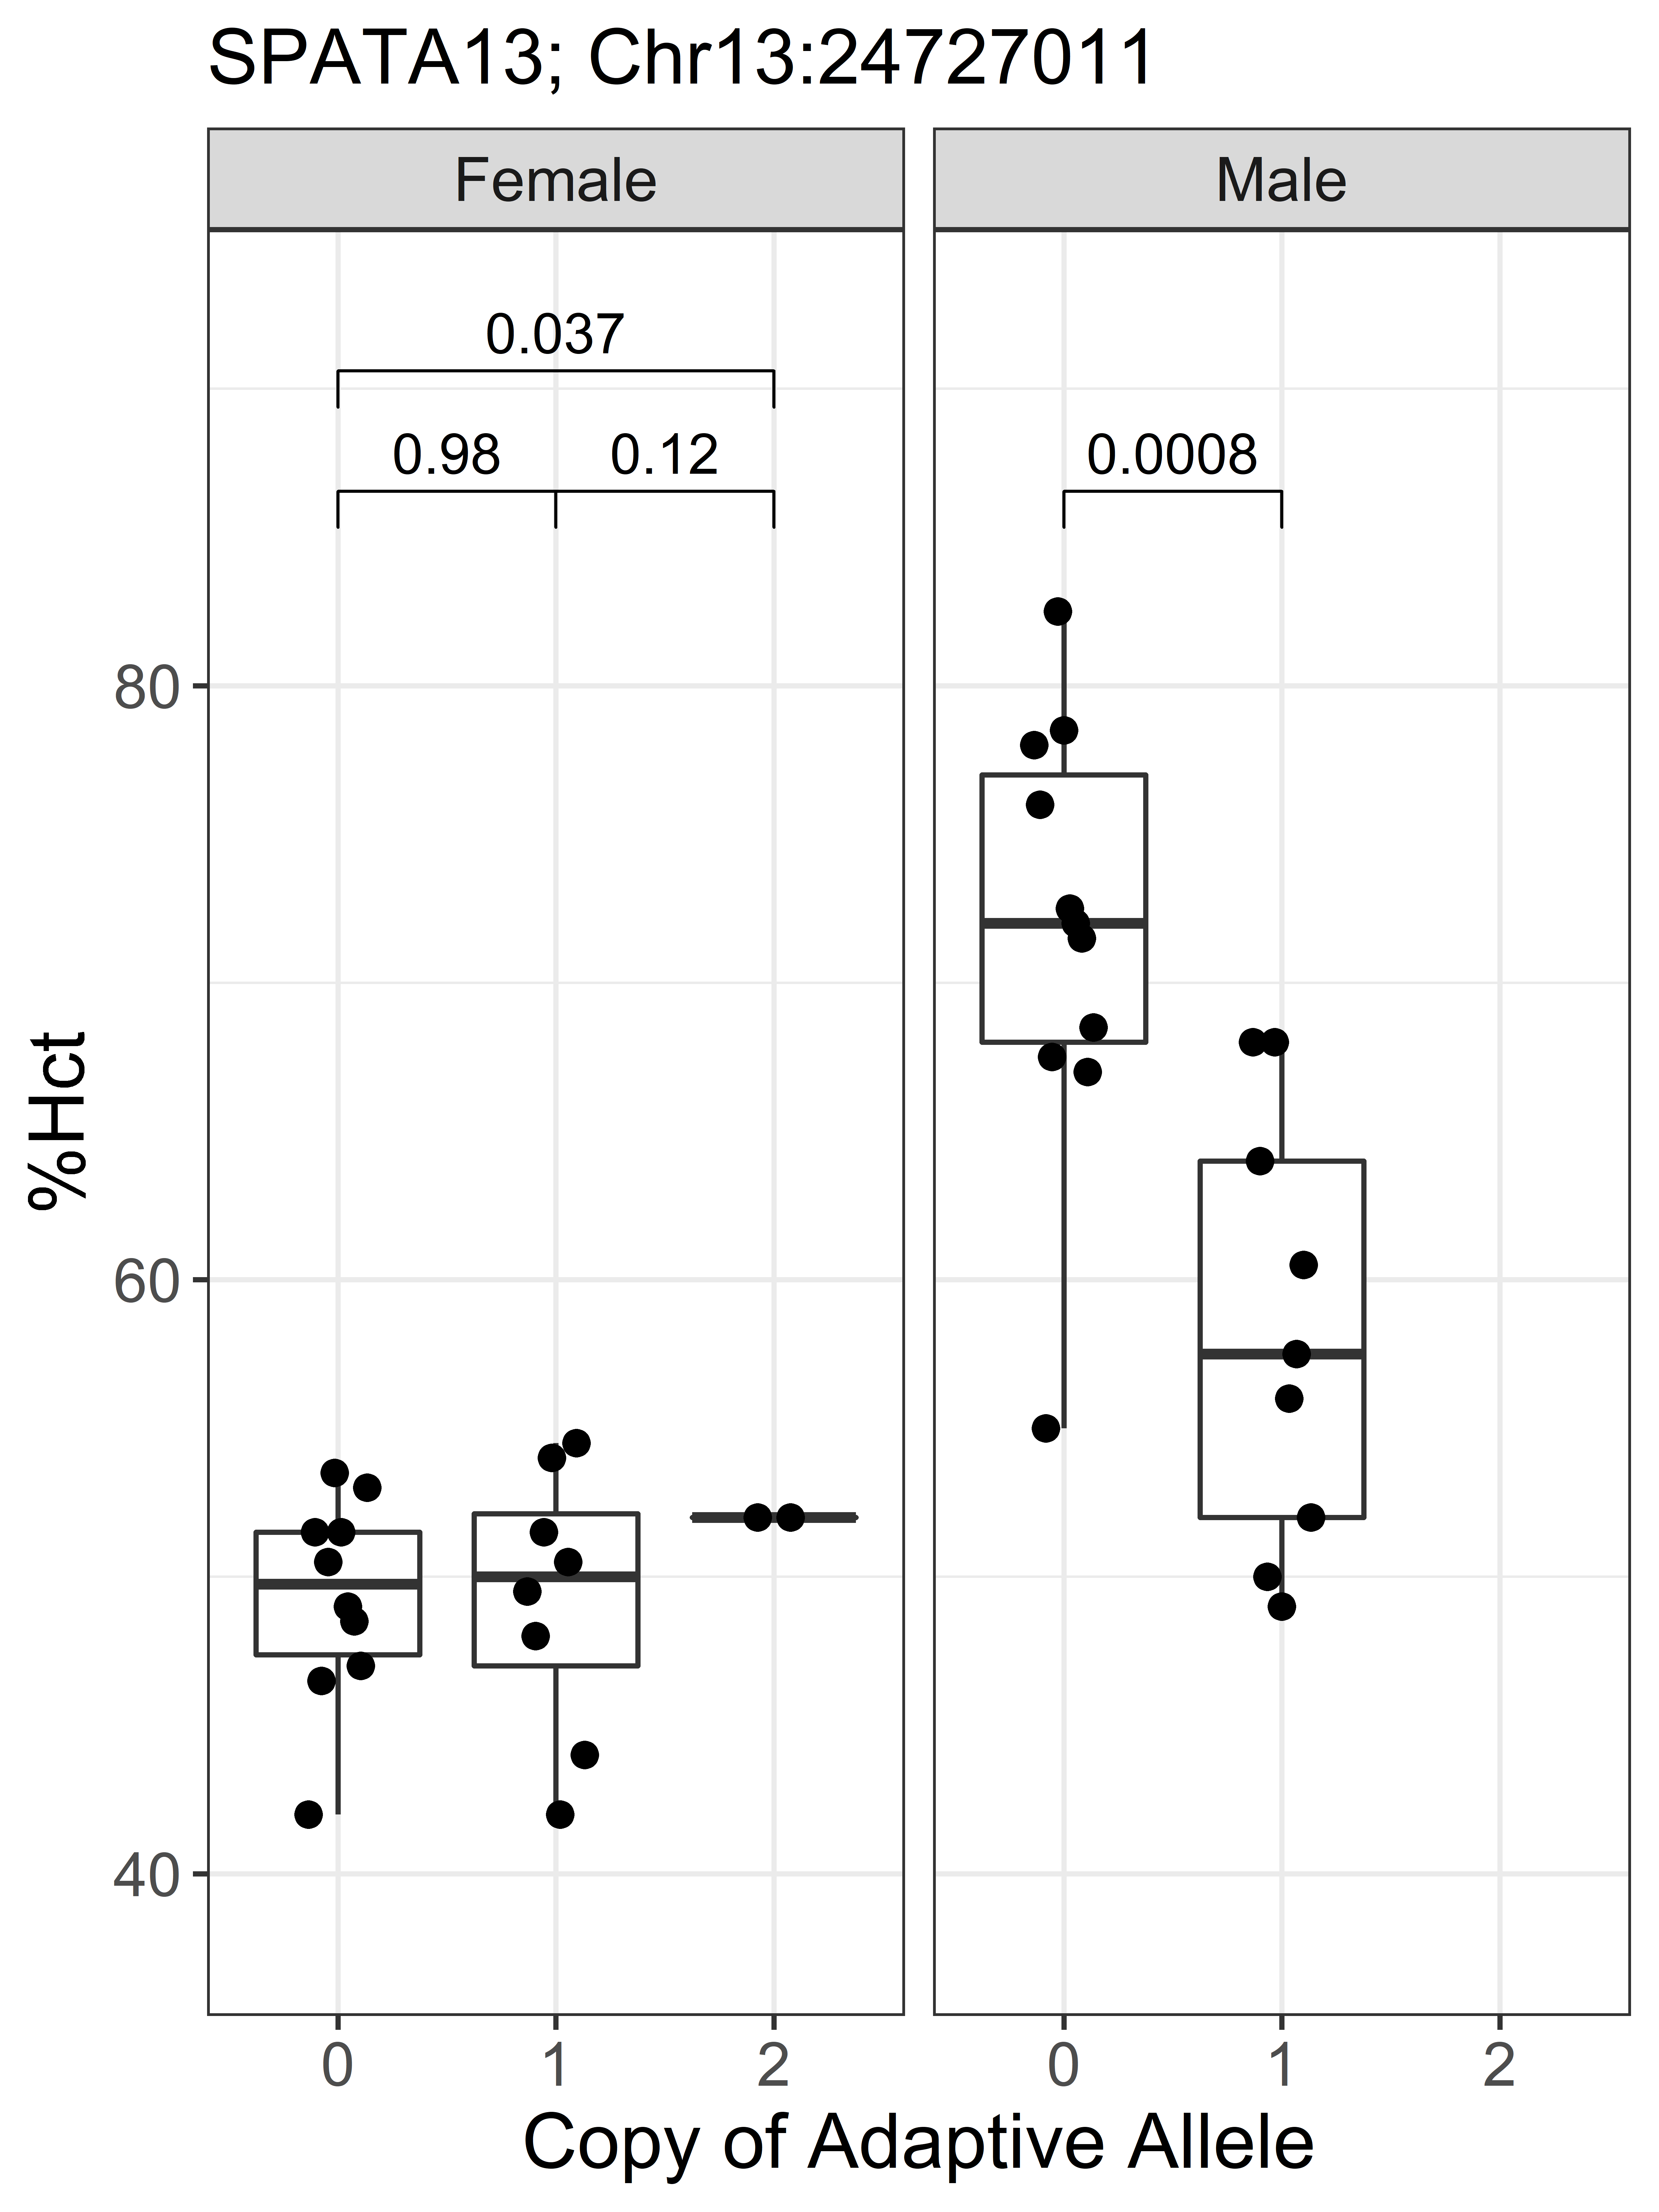 SPATA13; Chr13:24727011
Female
Male
0.037
0.98
0.12
0.0008
%Hct
80
60
40
0
1
2
0
1
2
Copy of Adaptive Allele